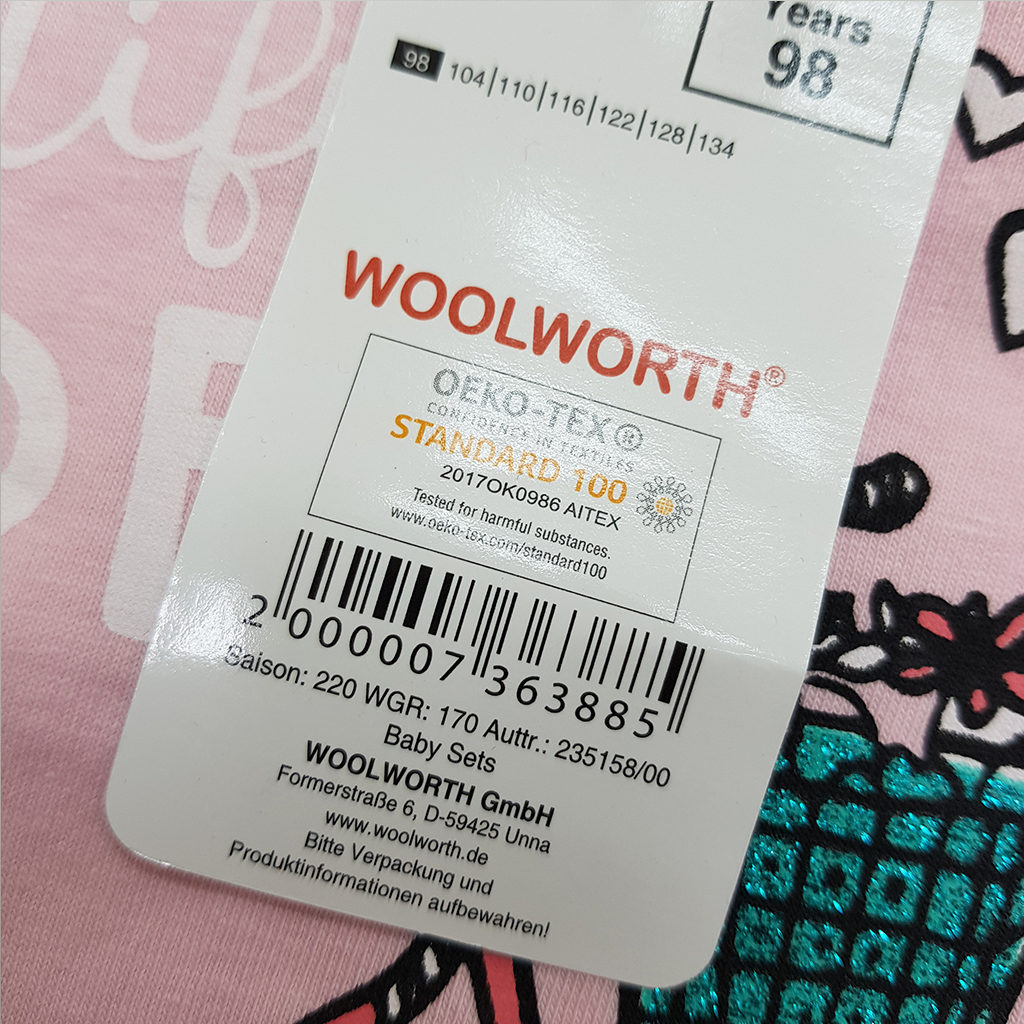 Years
98
98 104|110|116|122|128|134
WOOLWORTH®
OEKO-TEX®
CONFIDENCE IN TEXTILES
STANDARD 100
2017OK0986 AITEX
Tested for harmful substances.
www.oeko-tex.com/standard100
2 000007 363885
Saison: 220 WGR: 170 Auftr.: 235158/00
Baby Sets
WOOLWORTH GmbH
Formerstraße 6, D-59425 Unna
www.woolworth.de
Bitte Verpackung und
Produktinformationen aufbewahren!